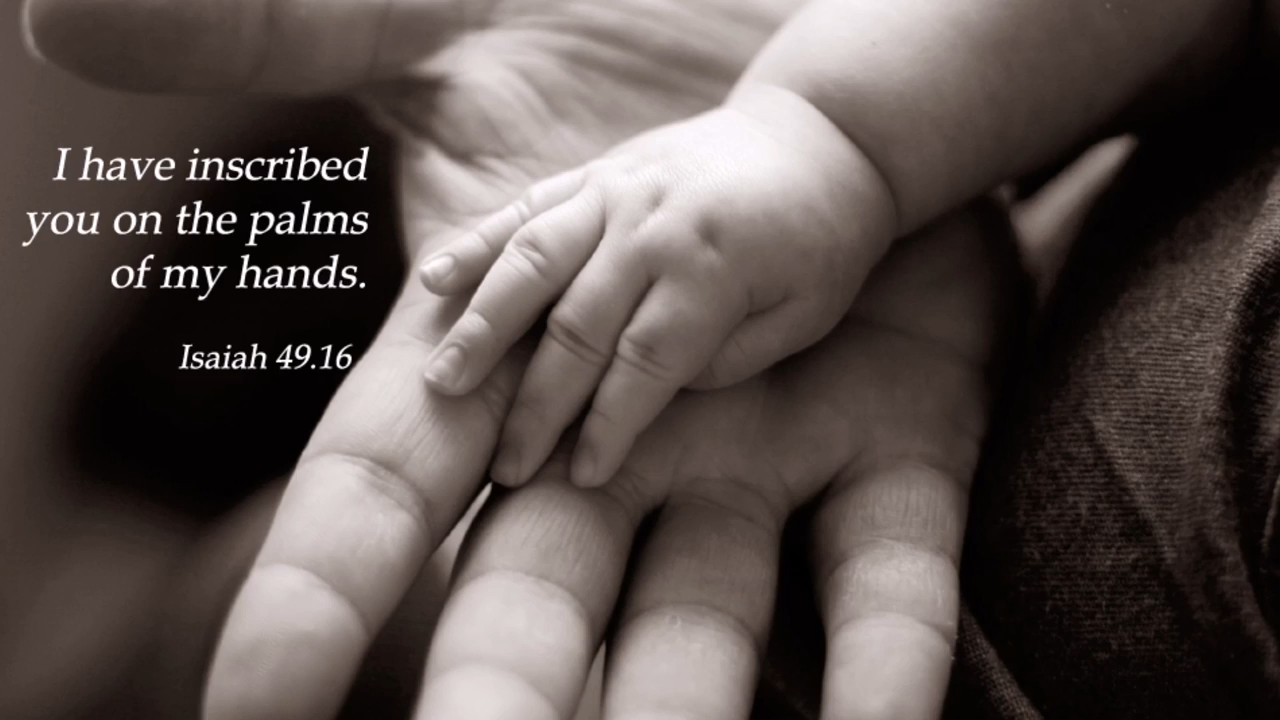 I have inscribed
you on the palms
of my hands.
Isaiah 49.16